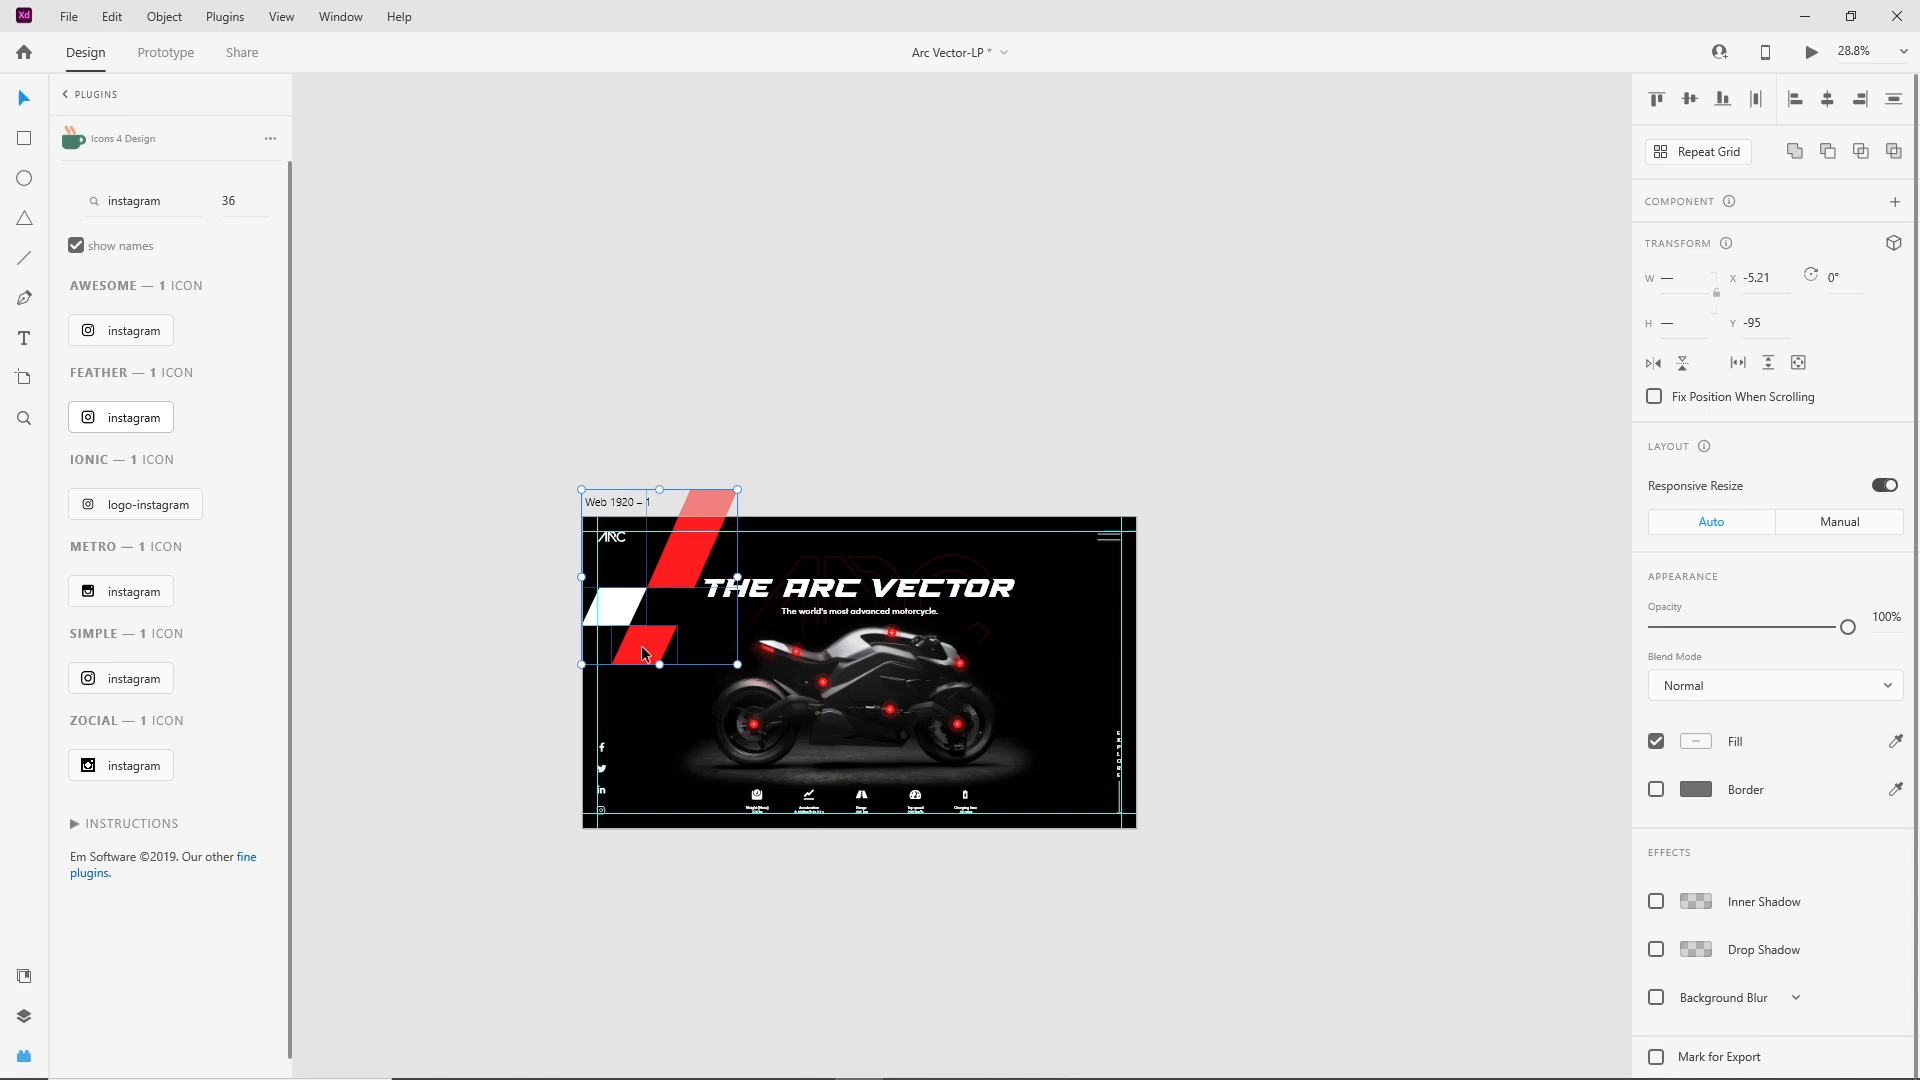 Xd File Edit Object Plugins View Window Help
Design Prototype Share
Arc Vector-LP *
28.8%
PLUGINS
Icons 4 Design
instagram 36
show names
AWESOME — 1 ICON
instagram
FEATHER — 1 ICON
instagram
IONIC — 1 ICON
logo-instagram
METRO — 1 ICON
instagram
SIMPLE — 1 ICON
instagram
ZOCIAL — 1 ICON
instagram
INSTRUCTIONS
Em Software ©2019. Our other fine
plugins.
Web 1920 – 1
ARC
THE ARC VECTOR
The world's most advanced motorcycle.
EXPLORE
Repeat Grid
COMPONENT
TRANSFORM
W — X -5.21 0°
H — Y -95
Fix Position When Scrolling
LAYOUT
Responsive Resize
Auto Manual
APPEARANCE
Opacity
100%
Blend Mode
Normal
Fill
Border
EFFECTS
Inner Shadow
Drop Shadow
Background Blur
Mark for Export